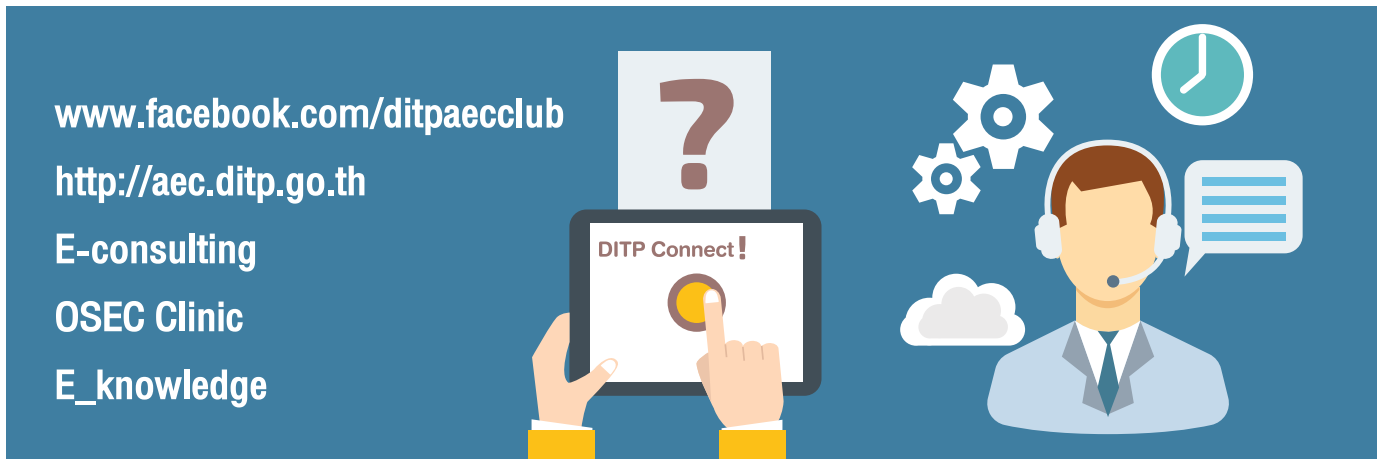 www.facebook.com/ditpaecclub
http://aec.ditp.go.th
E-consulting
OSEC Clinic
E_knowledge
?
DITP Connect!